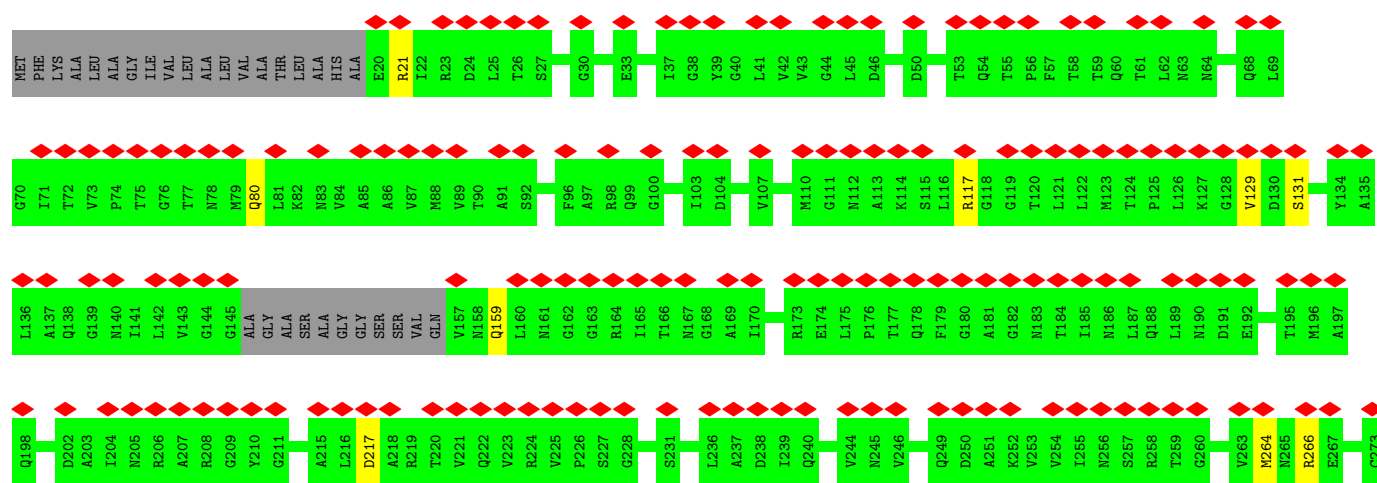 MET PHE LYS ALA LEU ALA GLY ILE VAL LEU ALA LEU VAL ALA THR LEU ALA HIS ALA E20 R21 I22 R23 D24 L25 T26 S27 G30 E33 I37 G38 Y39 G40 L41 V42 V43 G44 L45 D46 D50 T53 Q54 T55 P56 F57 T58 T59 Q60 T61 L62 N63 N64 Q68 L69
G70 I71 T72 V73 P74 T75 G76 T77 N78 M79 Q80 L81 K82 N83 V84 A85 A86 V87 M88 V89 T90 A91 S92 F96 A97 R98 Q99 G100 I103 D104 V107 M110 G111 N112 A113 K114 S115 L116 R117 G118 G119 T120 L121 L122 M123 T124 P125 L126 K127 G128 V129 D130 S131 Y134 A135
L136 A137 Q138 G139 N140 I141 L142 V143 G144 G145 ALA GLY ALA SER ALA GLY GLY SER SER VAL GLN V157 N158 Q159 L160 N161 G162 G163 R164 I165 T166 N167 G168 A169 I170 R173 E174 L175 P176 T177 Q178 F179 G180 A181 G182 N183 T184 I185 N186 L187 Q188 L189 N190 D191 E192 T195 M196 A197
Q198 D202 A203 I204 N205 R206 A207 R208 G209 Y210 G211 A215 L216 D217 A218 R219 T220 V221 Q222 V223 R224 V225 P226 S227 G228 S231 L236 A237 D238 I239 Q240 V244 N245 V246 Q249 D250 A251 K252 V253 V254 I255 N256 S257 R258 T259 G260 V263 M264 N265 R266 E267